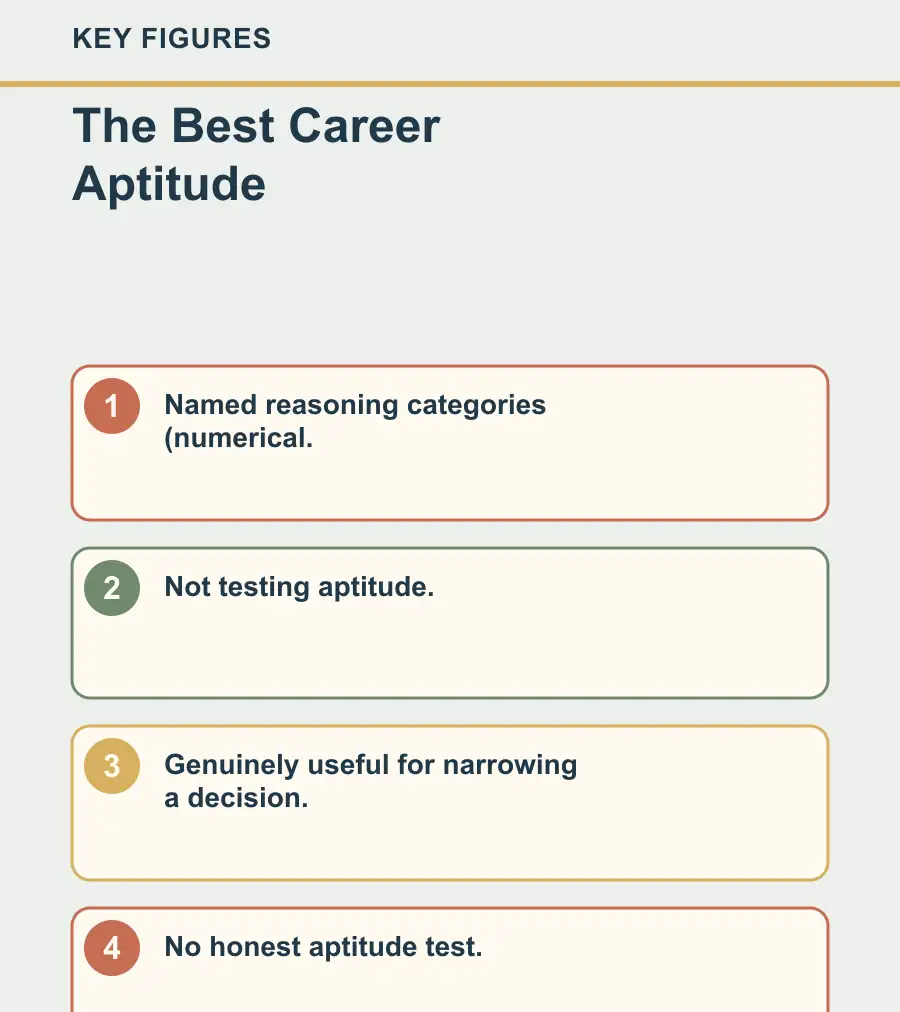 KEY FIGURES
The Best Career
Aptitude
1
Named reasoning categories
(numerical.
2
Not testing aptitude.
3
Genuinely useful for narrowing
a decision.
4
No honest aptitude test.